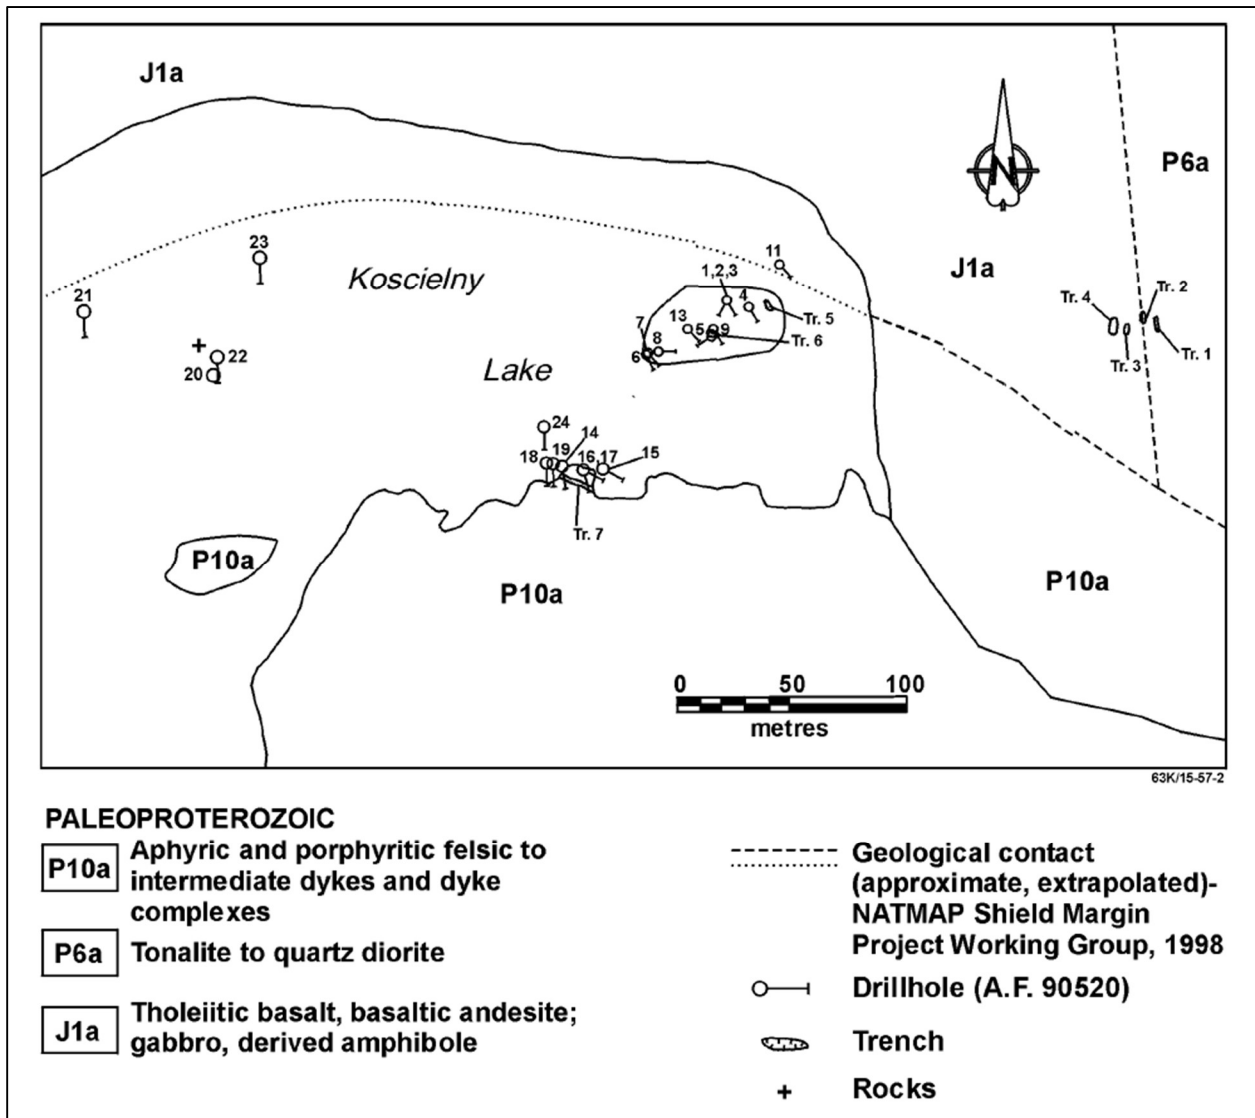 J1a
P6a
N
23
Koscielny
11
J1a
1,2,3
4
21
Tr. 4
Tr. 2
Tr. 5
13
5
9
7
8
Tr. 6
Tr. 3
Tr. 1
6
22
20
Lake
24
14
18
19
16
17
15
Tr. 7
P10a
P10a
P10a
0 50 100
metres
63K/15-57-2
PALEOPROTEROZOIC
P10a Aphyric and porphyritic felsic to
intermediate dykes and dyke
complexes
P6a Tonalite to quartz diorite
J1a Tholeiitic basalt, basaltic andesite;
gabbro, derived amphibole
Geological contact
(approximate, extrapolated)-
NATMAP Shield Margin
Project Working Group, 1998
Drillhole (A.F. 90520)
Trench
Rocks